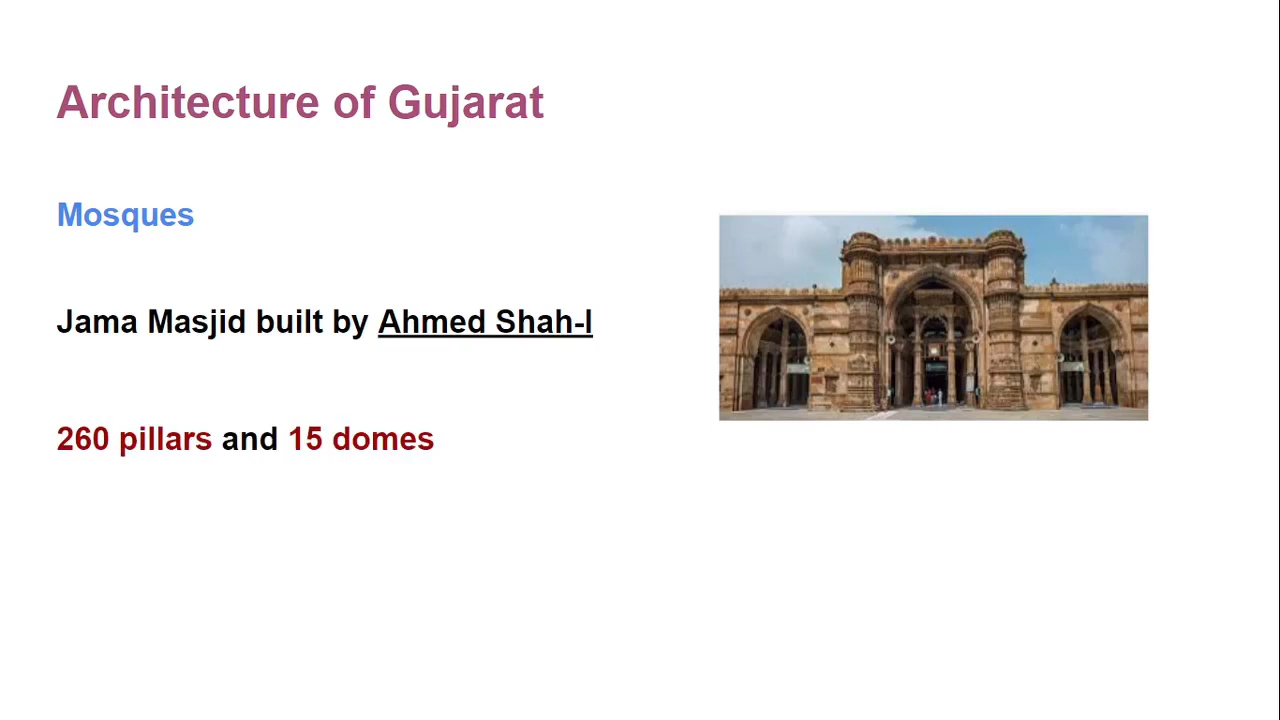 Architecture of Gujarat
Mosques
Jama Masjid built by Ahmed Shah-I
260 pillars and 15 domes